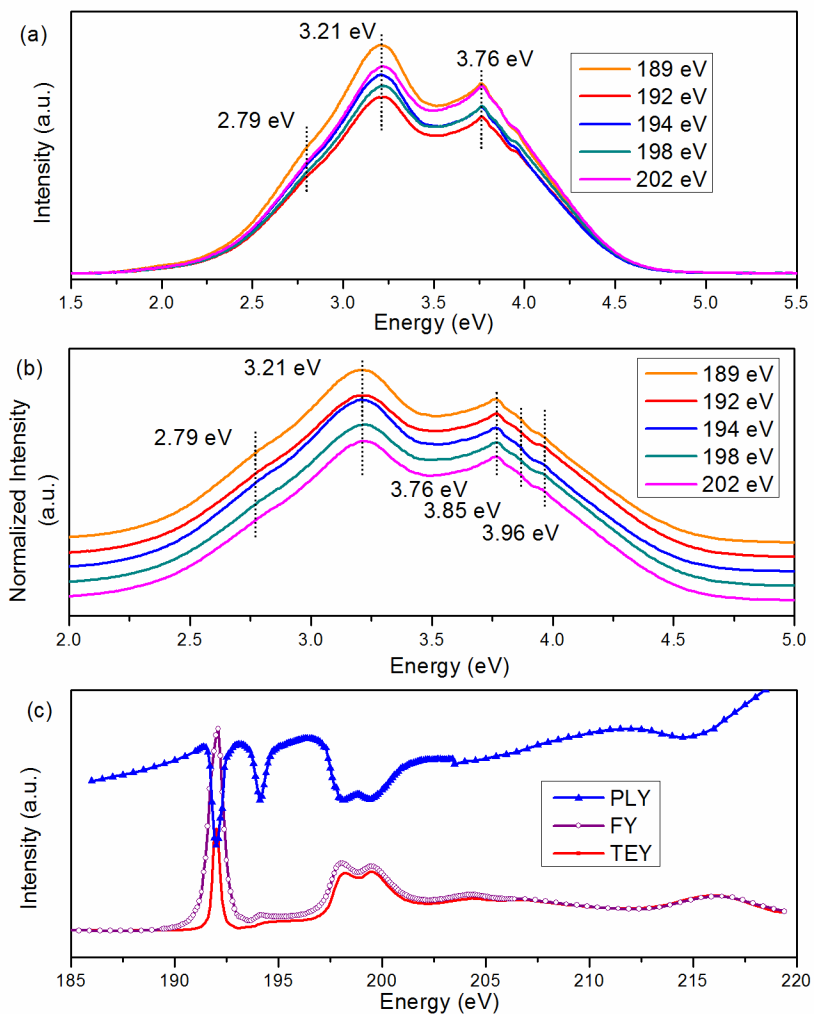 (a)
3.21 eV
3.76 eV
2.79 eV
189 eV
192 eV
194 eV
198 eV
202 eV
Intensity (a.u.)
1.5 2.0 2.5 3.0 3.5 4.0 4.5 5.0 5.5
Energy (eV)
(b)
3.21 eV
2.79 eV
3.76 eV
3.85 eV
3.96 eV
189 eV
192 eV
194 eV
198 eV
202 eV
Normalized Intensity
(a.u.)
2.0 2.5 3.0 3.5 4.0 4.5 5.0
Energy (eV)
(c)
PLY
FY
TEY
Intensity (a.u.)
185 190 195 200 205 210 215 220
Energy (eV)